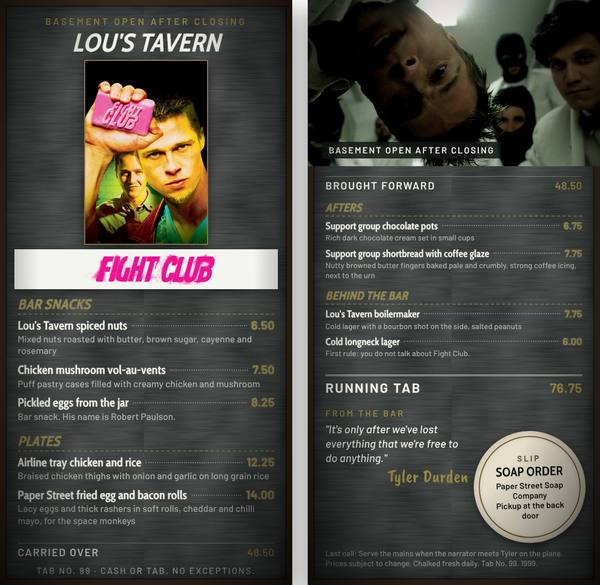 BASEMENT OPEN AFTER CLOSING
LOU'S TAVERN
FIGHT CLUB
FIGHT CLUB
BAR SNACKS
Lou's Tavern spiced nuts 6.50
Mixed nuts roasted with butter, brown sugar, cayenne and
rosemary
Chicken mushroom vol-au-vents 7.50
Puff pastry cases filled with creamy chicken and mushroom
Pickled eggs from the jar 8.25
Bar snack. His name is Robert Paulson.
PLATES
Airline tray chicken and rice 12.25
Braised chicken thighs with onion and garlic on long grain rice
Paper Street fried egg and bacon rolls 14.00
Lacy eggs and thick rashers in soft rolls, cheddar and chilli
mayo, for the space monkeys
CARRIED OVER 48.50
TAB NO. 99 · CASH OR TAB. NO EXCEPTIONS.
BASEMENT OPEN AFTER CLOSING
BROUGHT FORWARD 48.50
AFTERS
Support group chocolate pots 6.75
Rich dark chocolate cream set in small cups
Support group shortbread with coffee glaze 7.75
Nutty browned butter fingers baked pale and crumbly, strong coffee icing,
next to the urn
BEHIND THE BAR
Lou's Tavern boilermaker 7.75
Cold lager with a bourbon shot on the side, salted peanuts
Cold longneck lager 6.00
First rule: you do not talk about Fight Club.
RUNNING TAB 76.75
FROM THE BAR
"It's only after we've lost
everything that we're free to
do anything."
Tyler Durden
SLIP
SOAP ORDER
Paper Street Soap
Company
Pickup at the back
door
Last call: Serve the mains when the narrator meets Tyler on the plane.
Prices subject to change. Chalked fresh daily. Tab No. 99. 1999.